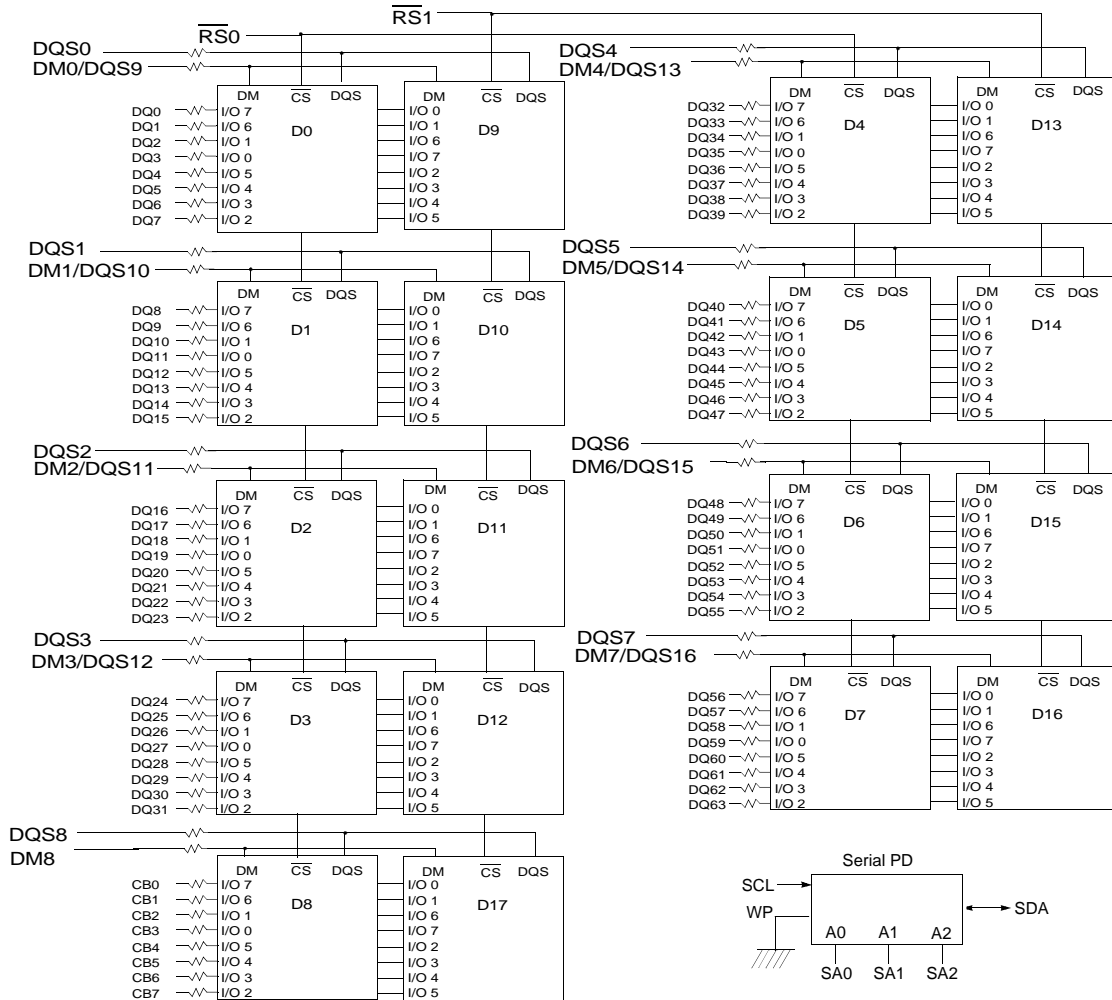 RS1
RS0
DQS0
DM0/DQS9
DM CS DQS DM CS DQS
D0 D9
DQ0 I/O 7 I/O 0
DQ1 I/O 6 I/O 1
DQ2 I/O 1 I/O 6
DQ3 I/O 0 I/O 7
DQ4 I/O 5 I/O 2
DQ5 I/O 4 I/O 3
DQ6 I/O 3 I/O 4
DQ7 I/O 2 I/O 5
DQS1
DM1/DQS10
DM CS DQS DM CS DQS
D1 D10
DQ8 I/O 7 I/O 0
DQ9 I/O 6 I/O 1
DQ10 I/O 1 I/O 6
DQ11 I/O 0 I/O 7
DQ12 I/O 5 I/O 2
DQ13 I/O 4 I/O 3
DQ14 I/O 3 I/O 4
DQ15 I/O 2 I/O 5
DQS2
DM2/DQS11
DM CS DQS DM CS DQS
D2 D11
DQ16 I/O 7 I/O 0
DQ17 I/O 6 I/O 1
DQ18 I/O 1 I/O 6
DQ19 I/O 0 I/O 7
DQ20 I/O 5 I/O 2
DQ21 I/O 4 I/O 3
DQ22 I/O 3 I/O 4
DQ23 I/O 2 I/O 5
DQS3
DM3/DQS12
DM CS DQS DM CS DQS
D3 D12
DQ24 I/O 7 I/O 0
DQ25 I/O 6 I/O 1
DQ26 I/O 1 I/O 6
DQ27 I/O 0 I/O 7
DQ28 I/O 5 I/O 2
DQ29 I/O 4 I/O 3
DQ30 I/O 3 I/O 4
DQ31 I/O 2 I/O 5
DQS8
DM8
DM CS DQS DM CS DQS
D8 D17
CB0 I/O 7 I/O 0
CB1 I/O 6 I/O 1
CB2 I/O 1 I/O 6
CB3 I/O 0 I/O 7
CB4 I/O 5 I/O 2
CB5 I/O 4 I/O 3
CB6 I/O 3 I/O 4
CB7 I/O 2 I/O 5
DQS4
DM4/DQS13
DM CS DQS DM CS DQS
D4 D13
DQ32 I/O 7 I/O 0
DQ33 I/O 6 I/O 1
DQ34 I/O 1 I/O 6
DQ35 I/O 0 I/O 7
DQ36 I/O 5 I/O 2
DQ37 I/O 4 I/O 3
DQ38 I/O 3 I/O 4
DQ39 I/O 2 I/O 5
DQS5
DM5/DQS14
DM CS DQS DM CS DQS
D5 D14
DQ40 I/O 7 I/O 0
DQ41 I/O 6 I/O 1
DQ42 I/O 1 I/O 6
DQ43 I/O 0 I/O 7
DQ44 I/O 5 I/O 2
DQ45 I/O 4 I/O 3
DQ46 I/O 3 I/O 4
DQ47 I/O 2 I/O 5
DQS6
DM6/DQS15
DM CS DQS DM CS DQS
D6 D15
DQ48 I/O 7 I/O 0
DQ49 I/O 6 I/O 1
DQ50 I/O 1 I/O 6
DQ51 I/O 0 I/O 7
DQ52 I/O 5 I/O 2
DQ53 I/O 4 I/O 3
DQ54 I/O 3 I/O 4
DQ55 I/O 2 I/O 5
DQS7
DM7/DQS16
DM CS DQS DM CS DQS
D7 D16
DQ56 I/O 7 I/O 0
DQ57 I/O 6 I/O 1
DQ58 I/O 1 I/O 6
DQ59 I/O 0 I/O 7
DQ60 I/O 5 I/O 2
DQ61 I/O 4 I/O 3
DQ62 I/O 3 I/O 4
DQ63 I/O 2 I/O 5
Serial PD
SCL
WP SDA
A0 A1 A2
SA0 SA1 SA2